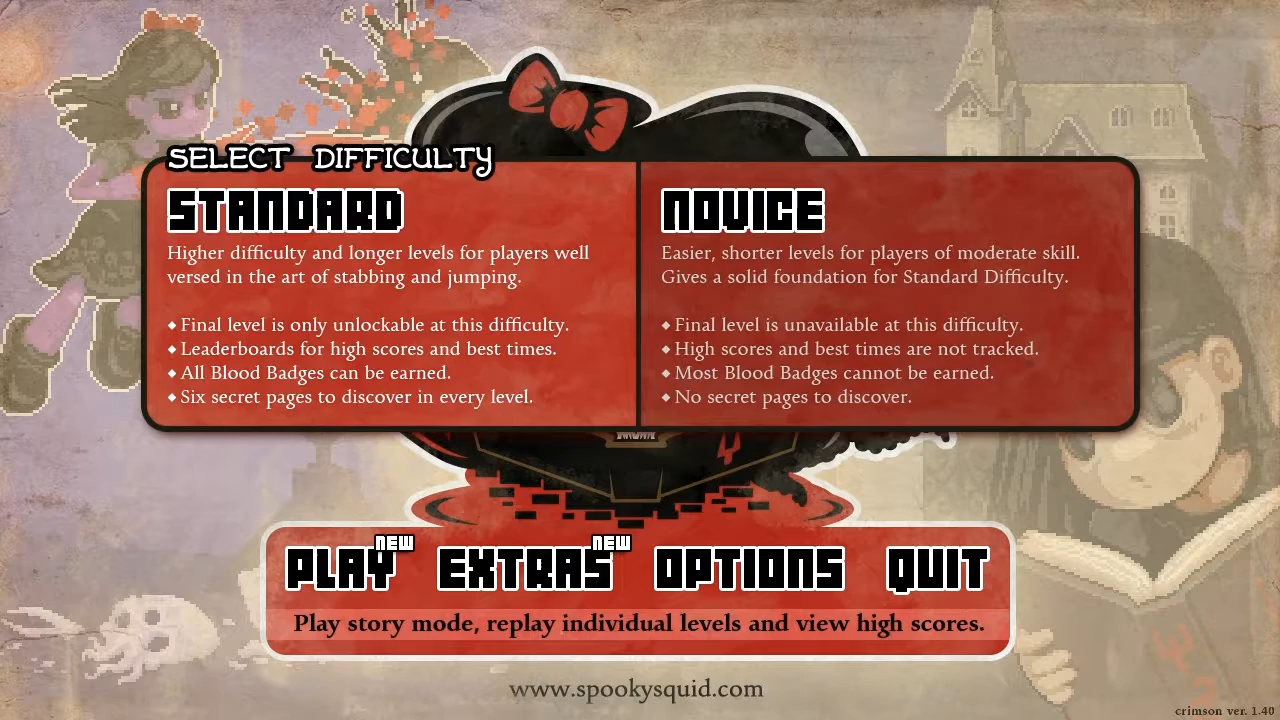 SELECT DIFFICULTY
STANDARD
Higher difficulty and longer levels for players well
versed in the art of stabbing and jumping.
◆ Final level is only unlockable at this difficulty.
◆ Leaderboards for high scores and best times.
◆ All Blood Badges can be earned.
◆ Six secret pages to discover in every level.
NOVICE
Easier, shorter levels for players of moderate skill.
Gives a solid foundation for Standard Difficulty.
◆ Final level is unavailable at this difficulty.
◆ High scores and best times are not tracked.
◆ Most Blood Badges cannot be earned.
◆ No secret pages to discover.
NEW NEW
PLAY EXTRAS OPTIONS QUIT
Play story mode, replay individual levels and view high scores.
www.spookysquid.com
crimson ver. 1.40